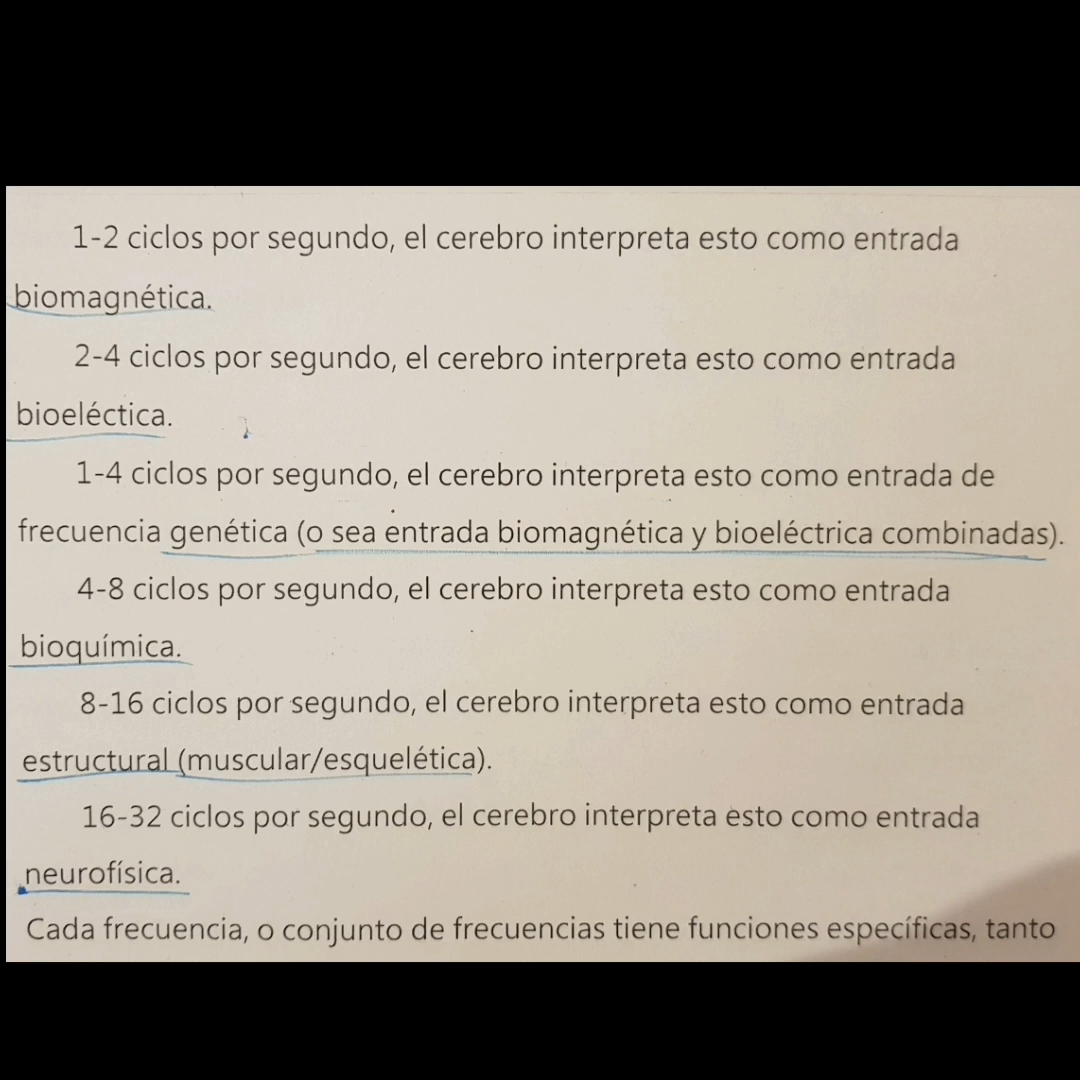 1-2 ciclos por segundo, el cerebro interpreta esto como entrada
biomagnética.
2-4 ciclos por segundo, el cerebro interpreta esto como entrada
bioeléctica.
1-4 ciclos por segundo, el cerebro interpreta esto como entrada de
frecuencia genética (o sea entrada biomagnética y bioeléctrica combinadas).
4-8 ciclos por segundo, el cerebro interpreta esto como entrada
bioquímica.
8-16 ciclos por segundo, el cerebro interpreta esto como entrada
estructural (muscular/esquelética).
16-32 ciclos por segundo, el cerebro interpreta esto como entrada
neurofísica.
Cada frecuencia, o conjunto de frecuencias tiene funciones específicas, tanto